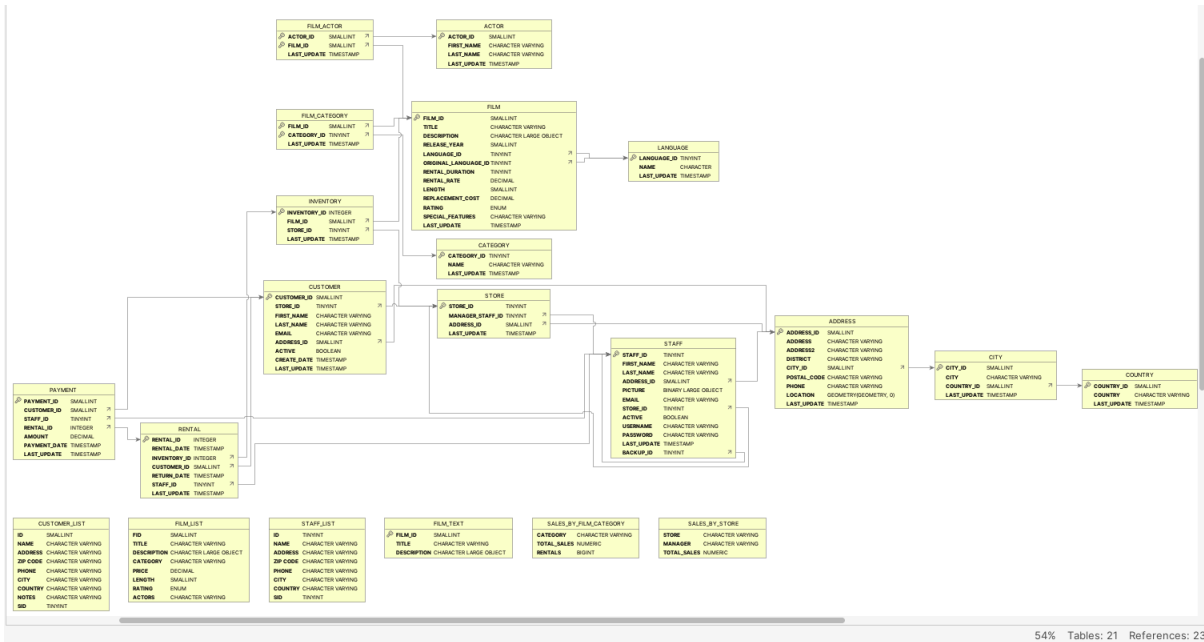 FILM_ACTOR
ACTOR_ID SMALLINT
FILM_ID SMALLINT
LAST_UPDATE TIMESTAMP
ACTOR
ACTOR_ID SMALLINT
FIRST_NAME CHARACTER VARYING
LAST_NAME CHARACTER VARYING
LAST_UPDATE TIMESTAMP
FILM_CATEGORY
FILM_ID SMALLINT
CATEGORY_ID TINYINT
LAST_UPDATE TIMESTAMP
FILM
FILM_ID SMALLINT
TITLE CHARACTER VARYING
DESCRIPTION CHARACTER LARGE OBJECT
RELEASE_YEAR SMALLINT
LANGUAGE_ID TINYINT
ORIGINAL_LANGUAGE_ID TINYINT
RENTAL_DURATION TINYINT
RENTAL_RATE DECIMAL
LENGTH SMALLINT
REPLACEMENT_COST DECIMAL
RATING ENUM
SPECIAL_FEATURES CHARACTER VARYING
LAST_UPDATE TIMESTAMP
LANGUAGE
LANGUAGE_ID TINYINT
NAME CHARACTER
LAST_UPDATE TIMESTAMP
INVENTORY
INVENTORY_ID INTEGER
FILM_ID SMALLINT
STORE_ID TINYINT
LAST_UPDATE TIMESTAMP
CATEGORY
CATEGORY_ID TINYINT
NAME CHARACTER VARYING
LAST_UPDATE TIMESTAMP
CUSTOMER
CUSTOMER_ID SMALLINT
STORE_ID TINYINT
FIRST_NAME CHARACTER VARYING
LAST_NAME CHARACTER VARYING
EMAIL CHARACTER VARYING
ADDRESS_ID SMALLINT
ACTIVE BOOLEAN
CREATE_DATE TIMESTAMP
LAST_UPDATE TIMESTAMP
STORE
STORE_ID TINYINT
MANAGER_STAFF_ID TINYINT
ADDRESS_ID SMALLINT
LAST_UPDATE TIMESTAMP
STAFF
STAFF_ID TINYINT
FIRST_NAME CHARACTER VARYING
LAST_NAME CHARACTER VARYING
ADDRESS_ID SMALLINT
PICTURE BINARY LARGE OBJECT
EMAIL CHARACTER VARYING
STORE_ID TINYINT
ACTIVE BOOLEAN
USERNAME CHARACTER VARYING
PASSWORD CHARACTER VARYING
LAST_UPDATE TIMESTAMP
BACKUP_ID TINYINT
ADDRESS
ADDRESS_ID SMALLINT
ADDRESS CHARACTER VARYING
ADDRESS2 CHARACTER VARYING
DISTRICT CHARACTER VARYING
CITY_ID SMALLINT
POSTAL_CODE CHARACTER VARYING
PHONE CHARACTER VARYING
LOCATION GEOMETRY(GEOMETRY, 0)
LAST_UPDATE TIMESTAMP
CITY
CITY_ID SMALLINT
CITY CHARACTER VARYING
COUNTRY_ID SMALLINT
LAST_UPDATE TIMESTAMP
COUNTRY
COUNTRY_ID SMALLINT
COUNTRY CHARACTER VARYING
LAST_UPDATE TIMESTAMP
PAYMENT
PAYMENT_ID SMALLINT
CUSTOMER_ID SMALLINT
STAFF_ID TINYINT
RENTAL_ID INTEGER
AMOUNT DECIMAL
PAYMENT_DATE TIMESTAMP
LAST_UPDATE TIMESTAMP
RENTAL
RENTAL_ID INTEGER
RENTAL_DATE TIMESTAMP
INVENTORY_ID INTEGER
CUSTOMER_ID SMALLINT
RETURN_DATE TIMESTAMP
STAFF_ID TINYINT
LAST_UPDATE TIMESTAMP
CUSTOMER_LIST
ID SMALLINT
NAME CHARACTER VARYING
ADDRESS CHARACTER VARYING
ZIP CODE CHARACTER VARYING
PHONE CHARACTER VARYING
CITY CHARACTER VARYING
COUNTRY CHARACTER VARYING
NOTES CHARACTER VARYING
SID TINYINT
FILM_LIST
FID SMALLINT
TITLE CHARACTER VARYING
DESCRIPTION CHARACTER LARGE OBJECT
CATEGORY CHARACTER VARYING
PRICE DECIMAL
LENGTH SMALLINT
RATING ENUM
ACTORS CHARACTER VARYING
STAFF_LIST
ID TINYINT
NAME CHARACTER VARYING
ADDRESS CHARACTER VARYING
ZIP CODE CHARACTER VARYING
PHONE CHARACTER VARYING
CITY CHARACTER VARYING
COUNTRY CHARACTER VARYING
SID TINYINT
FILM_TEXT
FILM_ID SMALLINT
TITLE CHARACTER VARYING
DESCRIPTION CHARACTER LARGE OBJECT
SALES_BY_FILM_CATEGORY
CATEGORY CHARACTER VARYING
TOTAL_SALES NUMERIC
RENTALS BIGINT
SALES_BY_STORE
STORE CHARACTER VARYING
MANAGER CHARACTER VARYING
TOTAL_SALES NUMERIC
54% Tables: 21 References: 23